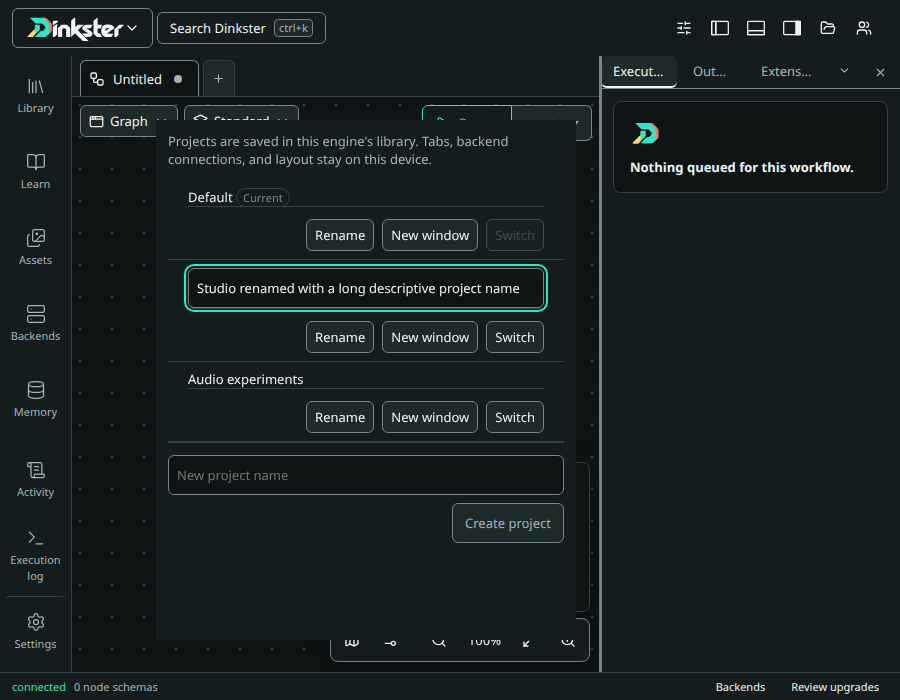 Dinkster
Search Dinkster ctrl+k
Untitled
+
Execut...
Out...
Extens...
Library
Learn
Assets
Backends
Memory
Activity
Execution
log
Settings
Graph
Standard
Projects are saved in this engine's library. Tabs, backend
connections, and layout stay on this device.
Default Current
Rename New window Switch
Studio renamed with a long descriptive project name
Rename New window Switch
Audio experiments
Rename New window Switch
New project name
Create project
100%
Nothing queued for this workflow.
connected 0 node schemas
Backends Review upgrades